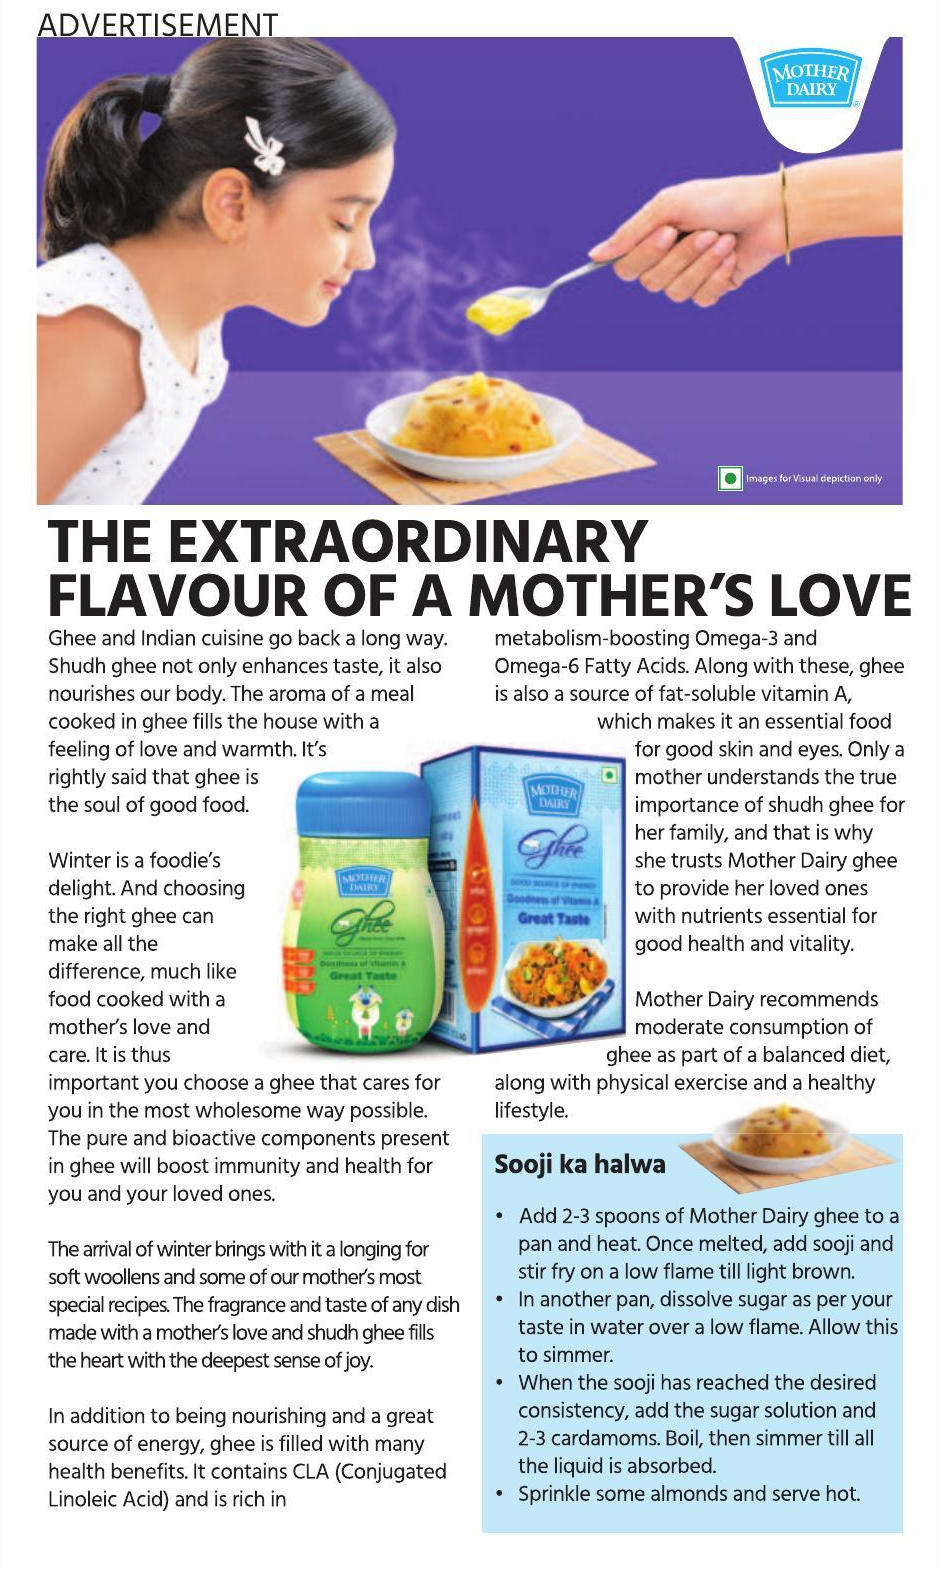 ADVERTISEMENT
MOTHER
DAIRY
®
Images for Visual depiction only
THE EXTRAORDINARY
FLAVOUR OF A MOTHER'S LOVE
Ghee and Indian cuisine go back a long way.
Shudh ghee not only enhances taste, it also
nourishes our body. The aroma of a meal
cooked in ghee fills the house with a
feeling of love and warmth. It's
rightly said that ghee is
the soul of good food.
Winter is a foodie's
delight. And choosing
the right ghee can
make all the
difference, much like
food cooked with a
mother's love and
care. It is thus
important you choose a ghee that cares for
you in the most wholesome way possible.
The pure and bioactive components present
in ghee will boost immunity and health for
you and your loved ones.
The arrival of winter brings with it a longing for
soft woollens and some of our mother's most
special recipes. The fragrance and taste of any dish
made with a mother's love and shudh ghee fills
the heart with the deepest sense of joy.
In addition to being nourishing and a great
source of energy, ghee is filled with many
health benefits. It contains CLA (Conjugated
Linoleic Acid) and is rich in
metabolism-boosting Omega-3 and
Omega-6 Fatty Acids. Along with these, ghee
is also a source of fat-soluble vitamin A,
which makes it an essential food
for good skin and eyes. Only a
mother understands the true
importance of shudh ghee for
her family, and that is why
she trusts Mother Dairy ghee
to provide her loved ones
with nutrients essential for
good health and vitality.
Mother Dairy recommends
moderate consumption of
ghee as part of a balanced diet,
along with physical exercise and a healthy
lifestyle.
MOTHER
DAIRY
Ghee
GOOD SOURCE OF ENERGY
Goodness of Vitamin A
Great Taste
MOTHER
DAIRY
Ghee
GOOD SOURCE OF ENERGY
Goodness of Vitamin A
Great Taste
Sooji ka halwa
• Add 2-3 spoons of Mother Dairy ghee to a
pan and heat. Once melted, add sooji and
stir fry on a low flame till light brown.
• In another pan, dissolve sugar as per your
taste in water over a low flame. Allow this
to simmer.
• When the sooji has reached the desired
consistency, add the sugar solution and
2-3 cardamoms. Boil, then simmer till all
the liquid is absorbed.
• Sprinkle some almonds and serve hot.